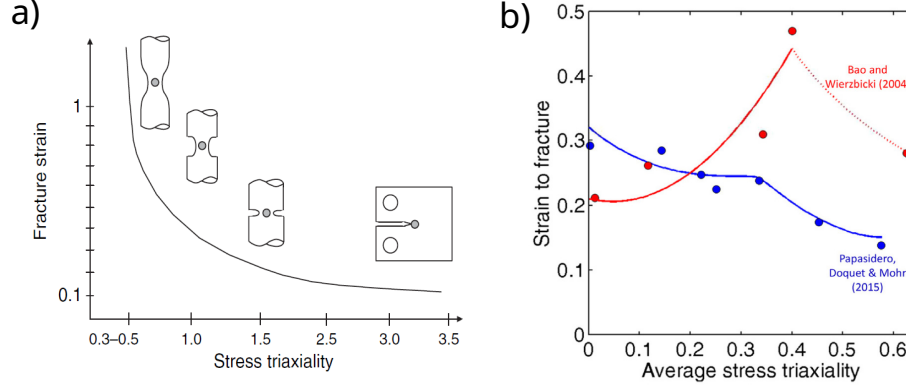 a)
Fracture strain
1
0.1
0.3–0.5
1.0
1.5
2.5
3.0
3.5
Stress triaxiality
b)
Strain to fracture
0.5
0.4
0.3
0.2
0.1
0
0
0.1
0.2
0.3
0.4
0.5
0.6
Average stress triaxiality
Bao and
Wierzbicki (2004
Papasidero,
Doquet & Mohr
(2015)